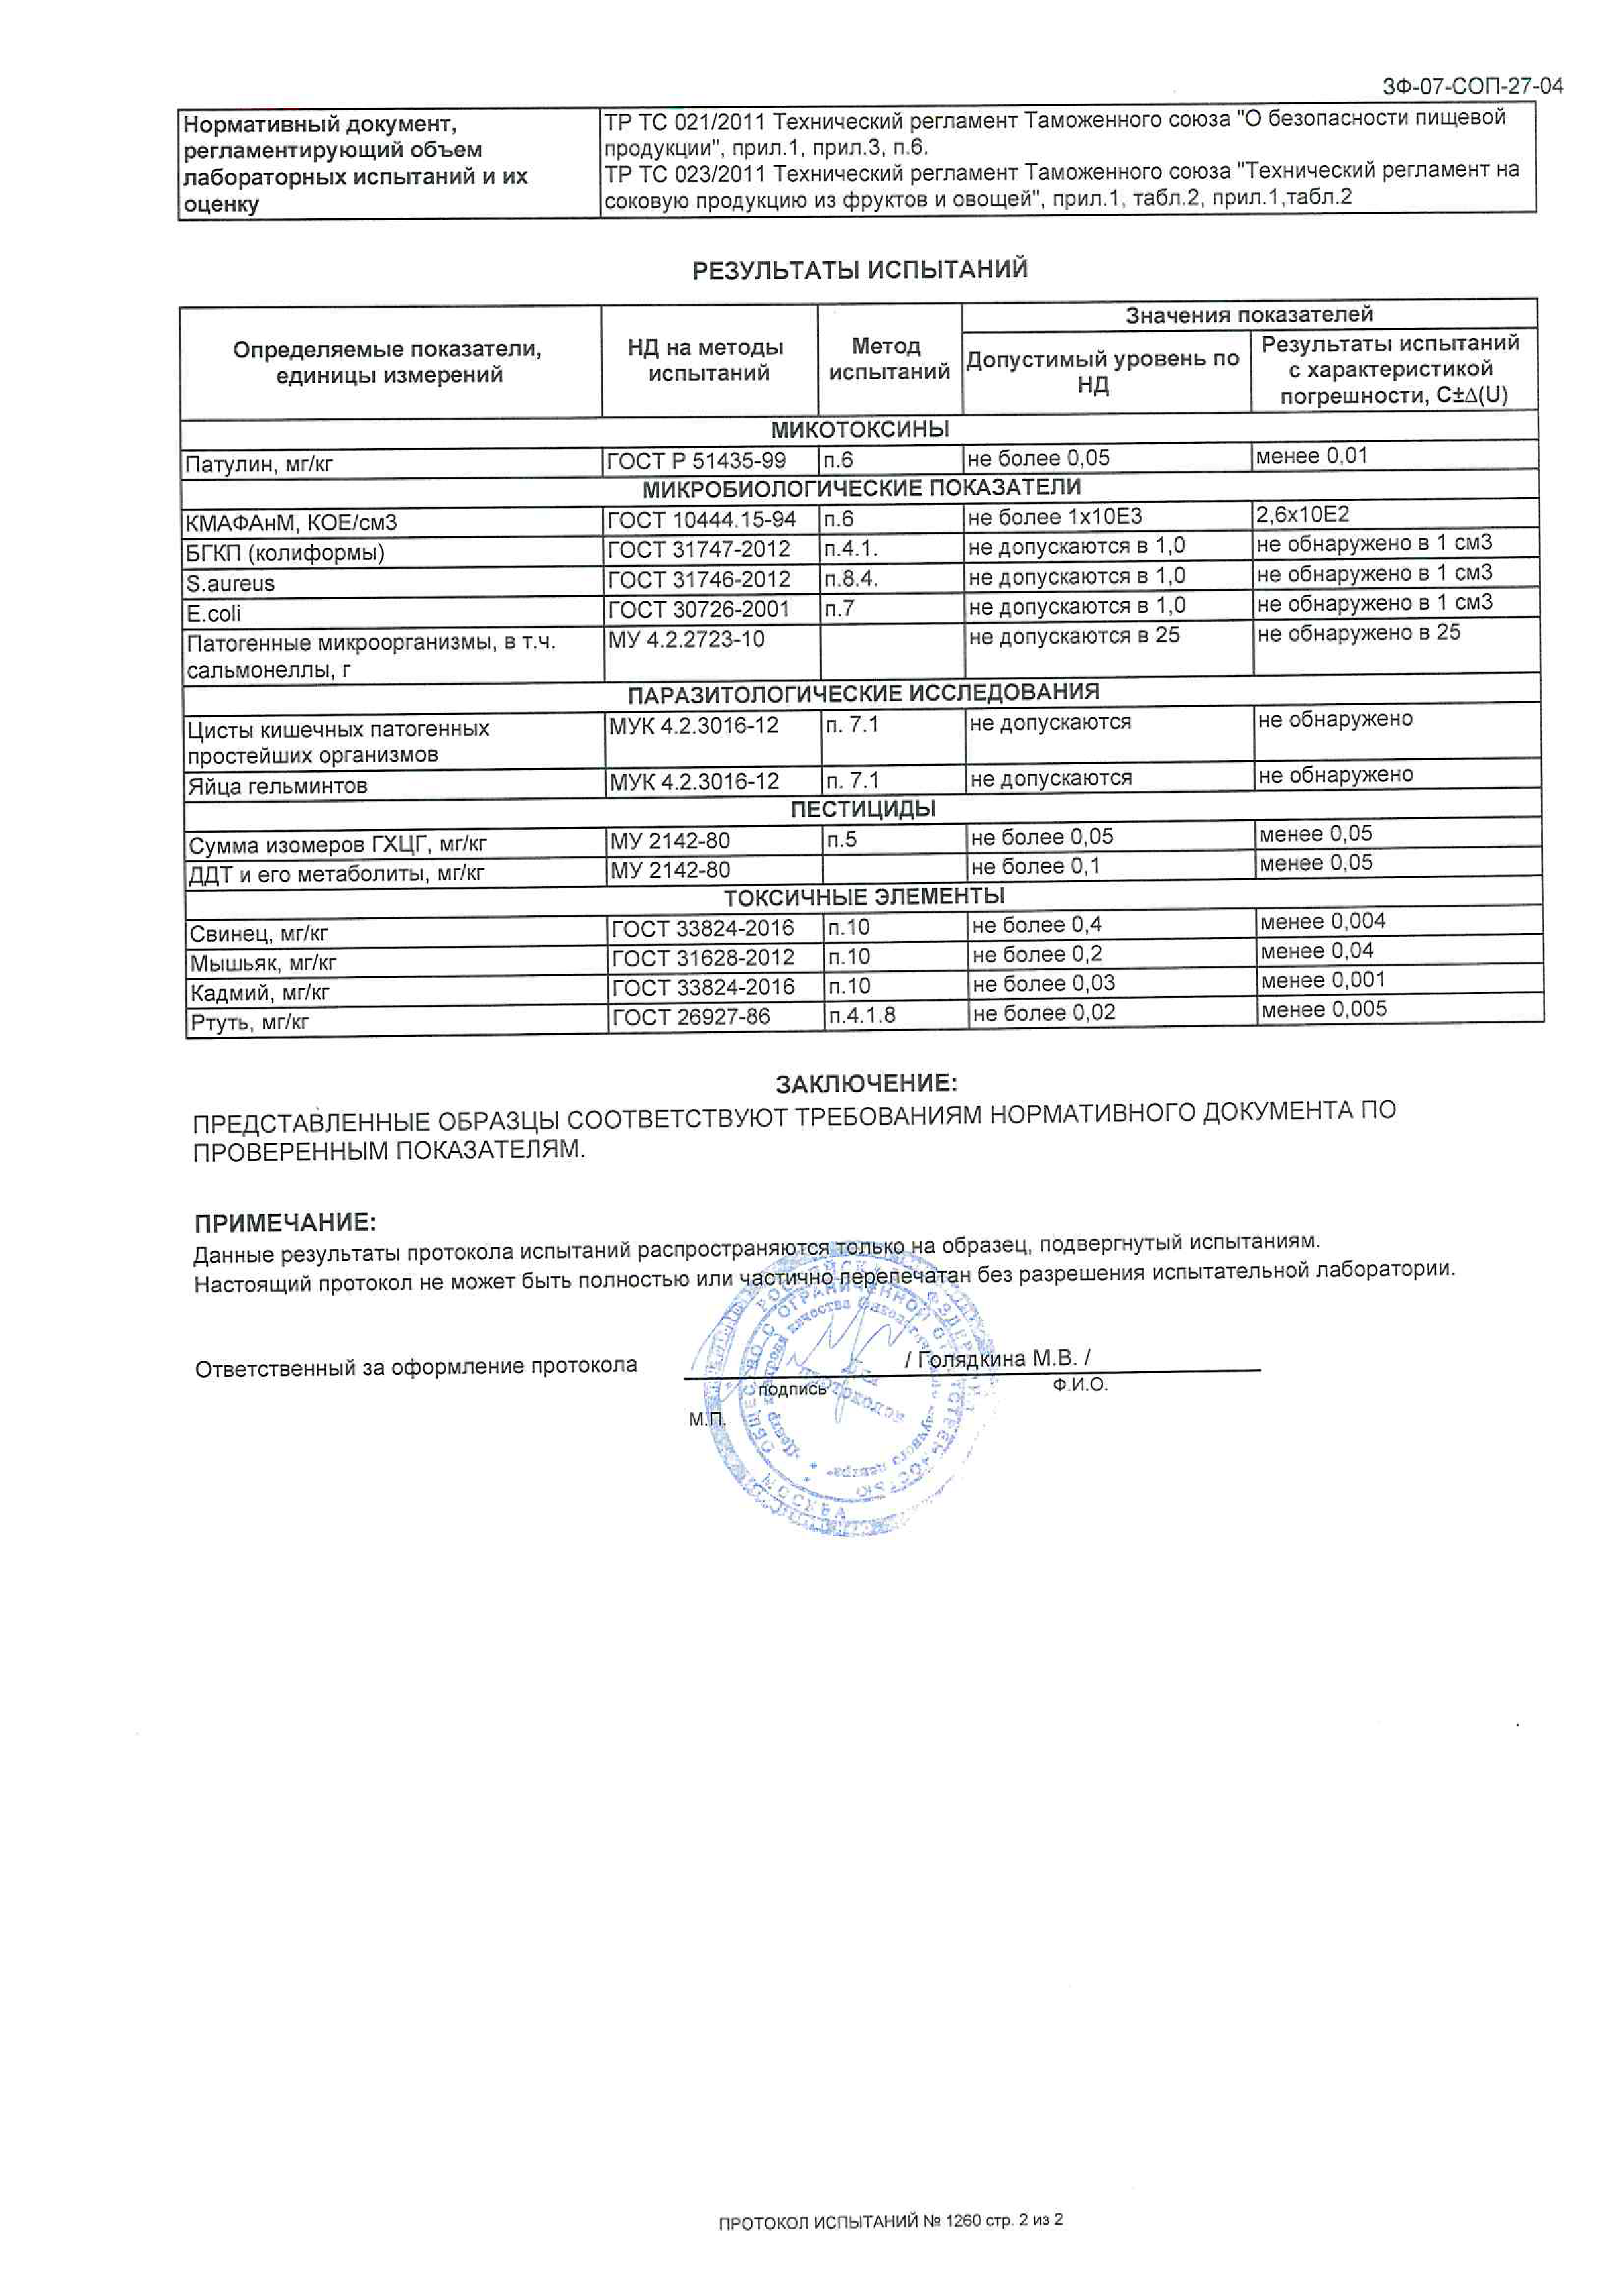 ЗФ-07-СОП-27-04
Нормативный документ,
регламентирующий объем
лабораторных испытаний и их
оценку
ТР ТС 021/2011 Технический регламент Таможенного союза "О безопасности пищевой
продукции", прил.1, прил.3, п.6.
ТР ТС 023/2011 Технический регламент Таможенного союза "Технический регламент на
соковую продукцию из фруктов и овощей", прил.1, табл.2, прил.1,табл.2
РЕЗУЛЬТАТЫ ИСПЫТАНИЙ
Определяемые показатели,
единицы измерений
НД на методы
испытаний
Метод
испытаний
Значения показателей
Допустимый уровень по
НД
Результаты испытаний
с характеристикой
погрешности, С±Δ(U)
МИКОТОКСИНЫ
Патулин, мг/кг ГОСТ Р 51435-99 п.6 не более 0,05 менее 0,01
МИКРОБИОЛОГИЧЕСКИЕ ПОКАЗАТЕЛИ
КМАФАнМ, КОЕ/см3 ГОСТ 10444.15-94 п.6 не более 1х10Е3 2,6х10Е2
БГКП (колиформы) ГОСТ 31747-2012 п.4.1. не допускаются в 1,0 не обнаружено в 1 см3
S.aureus ГОСТ 31746-2012 п.8.4. не допускаются в 1,0 не обнаружено в 1 см3
E.coli ГОСТ 30726-2001 п.7 не допускаются в 1,0 не обнаружено в 1 см3
Патогенные микроорганизмы, в т.ч. МУ 4.2.2723-10 не допускаются в 25 не обнаружено в 25
сальмонеллы, г
ПАРАЗИТОЛОГИЧЕСКИЕ ИССЛЕДОВАНИЯ
Цисты кишечных патогенных МУК 4.2.3016-12 п. 7.1 не допускаются не обнаружено
простейших организмов
Яйца гельминтов МУК 4.2.3016-12 п. 7.1 не допускаются не обнаружено
ПЕСТИЦИДЫ
Сумма изомеров ГХЦГ, мг/кг МУ 2142-80 п.5 не более 0,05 менее 0,05
ДДТ и его метаболиты, мг/кг МУ 2142-80 не более 0,1 менее 0,05
ТОКСИЧНЫЕ ЭЛЕМЕНТЫ
Свинец, мг/кг ГОСТ 33824-2016 п.10 не более 0,4 менее 0,004
Мышьяк, мг/кг ГОСТ 31628-2012 п.10 не более 0,2 менее 0,04
Кадмий, мг/кг ГОСТ 33824-2016 п.10 не более 0,03 менее 0,001
Ртуть, мг/кг ГОСТ 26927-86 п.4.1.8 не более 0,02 менее 0,005
ЗАКЛЮЧЕНИЕ:
ПРЕДСТАВЛЕННЫЕ ОБРАЗЦЫ СООТВЕТСТВУЮТ ТРЕБОВАНИЯМ НОРМАТИВНОГО ДОКУМЕНТА ПО
ПРОВЕРЕННЫМ ПОКАЗАТЕЛЯМ.
ПРИМЕЧАНИЕ:
Данные результаты протокола испытаний распространяются только на образец, подвергнутый испытаниям.
Настоящий протокол не может быть полностью или частично перепечатан без разрешения испытательной лаборатории.
Ответственный за оформление протокола / Голядкина М.В. /
подпись Ф.И.О.
М.П.
ОБЩЕСТВО С ОГРАНИЧЕННОЙ ОТВЕТСТВЕННОСТЬЮ
МОСКВА
Для
протоколов
ПРОТОКОЛ ИСПЫТАНИЙ № 1260 стр. 2 из 2